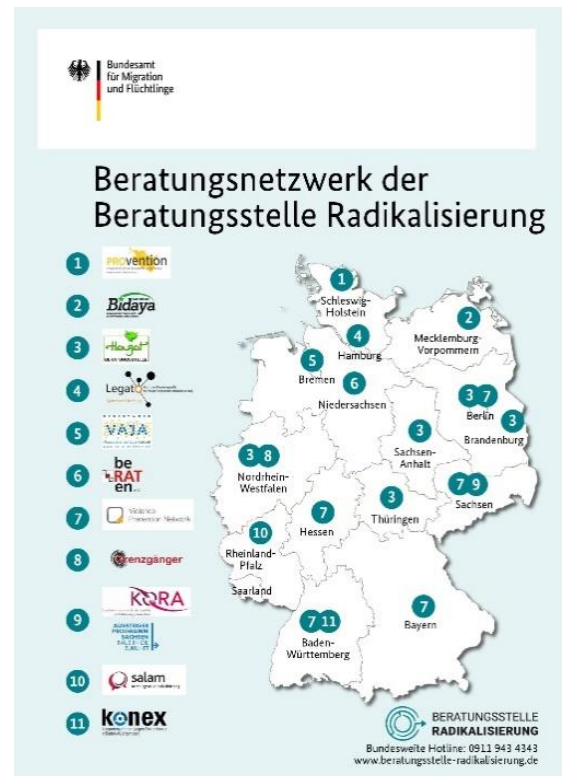 Bundesamt
für Migration
und Flüchtlinge
Beratungsnetzwerk der
Beratungsstelle Radikalisierung
1
PROvention
2
Bidaya
3
Hayat
4
Legato
5
VAJA
6
be
RAT
en
7
Violence
Prevention Network
8
Grenzgänger
9
KORA
AUSSTEIGER
PROGRAMM
SACHSEN
10
salam
11
konex
1
Schleswig-
Holstein
2
Mecklenburg-
Vorpommern
4
Hamburg
5
Bremen
6
Niedersachsen
3 7
Berlin
3
Brandenburg
3
Sachsen-
Anhalt
3 8
Nordrhein-
Westfalen
7 9
Sachsen
3
Thüringen
7
Hessen
10
Rheinland-
Pfalz
Saarland
7
Bayern
7 11
Baden-
Württemberg
BERATUNGSSTELLE
RADIKALISIERUNG
Bundesweite Hotline: 0911 943 4343
www.beratungsstelle-radikalisierung.de